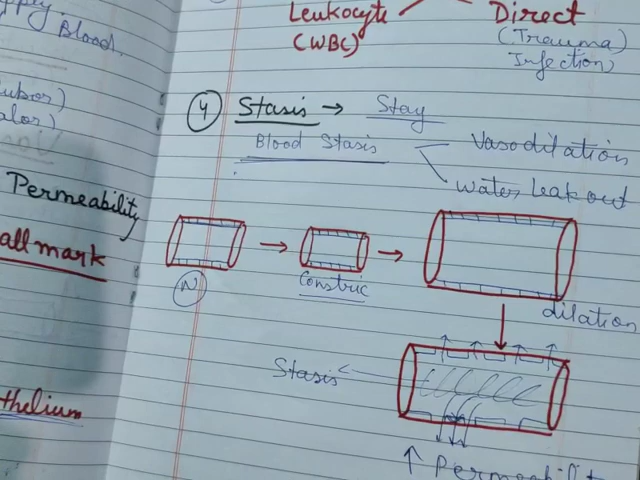 Blood.
Leukocyte
(WBC)
Direct
(Trauma)
Infection)
4 Stasis → Stay
Blood Stasis
Vasodilation
Water leak out
Permeability
all mark
N
Constric
dilation
Stasis
thelium
↑ Permeabilit